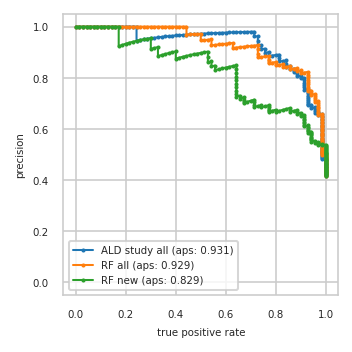 1.0
0.8
0.6
0.4
0.2
0.0
precision
ALD study all (aps: 0.931)
RF all (aps: 0.929)
RF new (aps: 0.829)
0.0 0.2 0.4 0.6 0.8 1.0
true positive rate